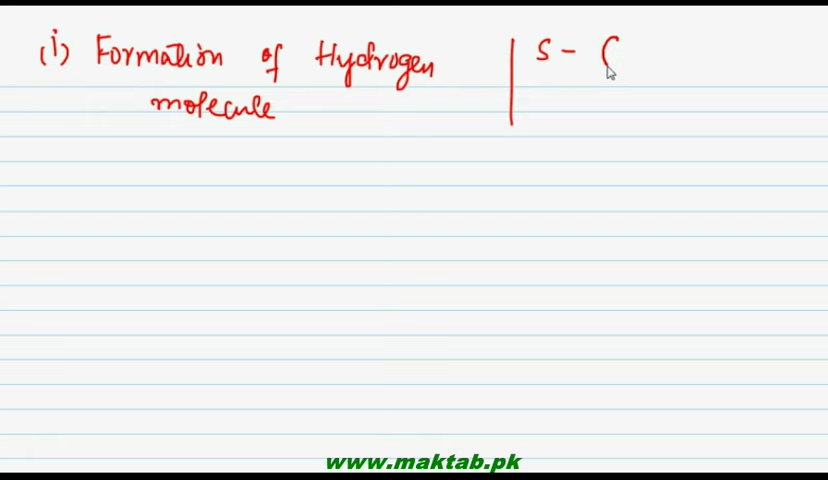 (i) Formation of Hydrogen
molecule
S - (
www.maktab.pk